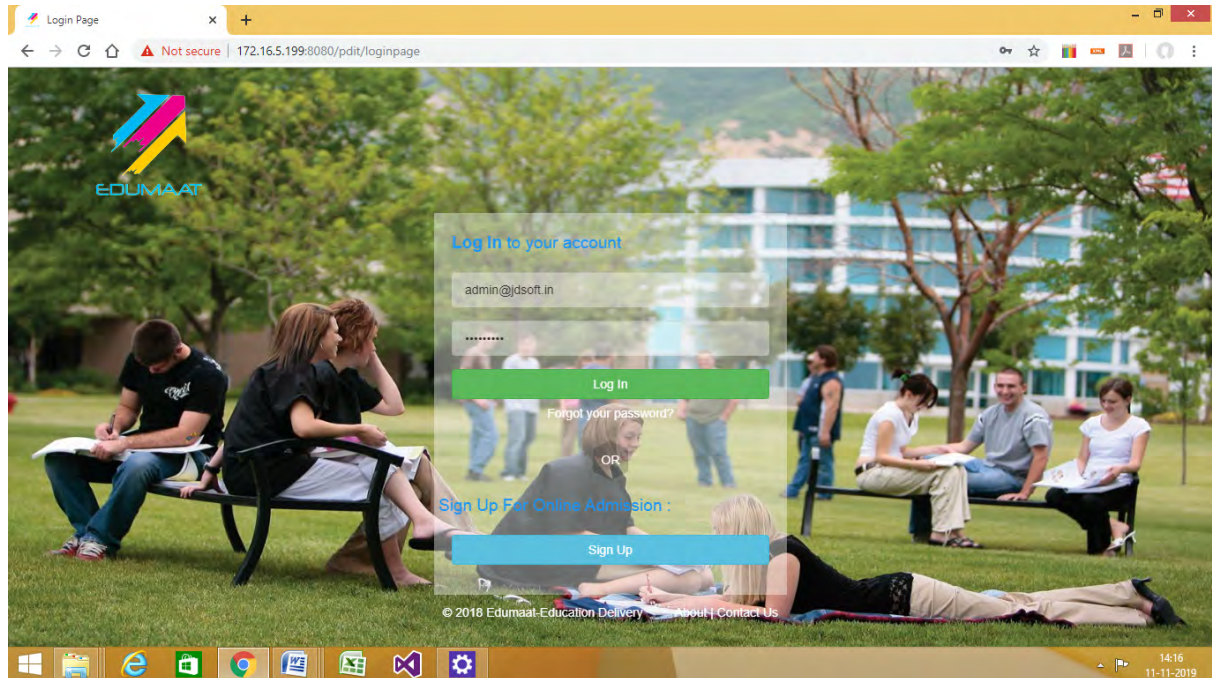 Login Page
Not secure | 172.16.5.199:8080/pdit/loginpage
EDUMAAT
Log In to your account
admin@jdsoft.in
•••••••••
Log In
Forgot your password?
OR
Sign Up For Online Admission :
Sign Up
© 2018 Edumaat-Education Delivery About | Contact Us
14:16
11-11-2019